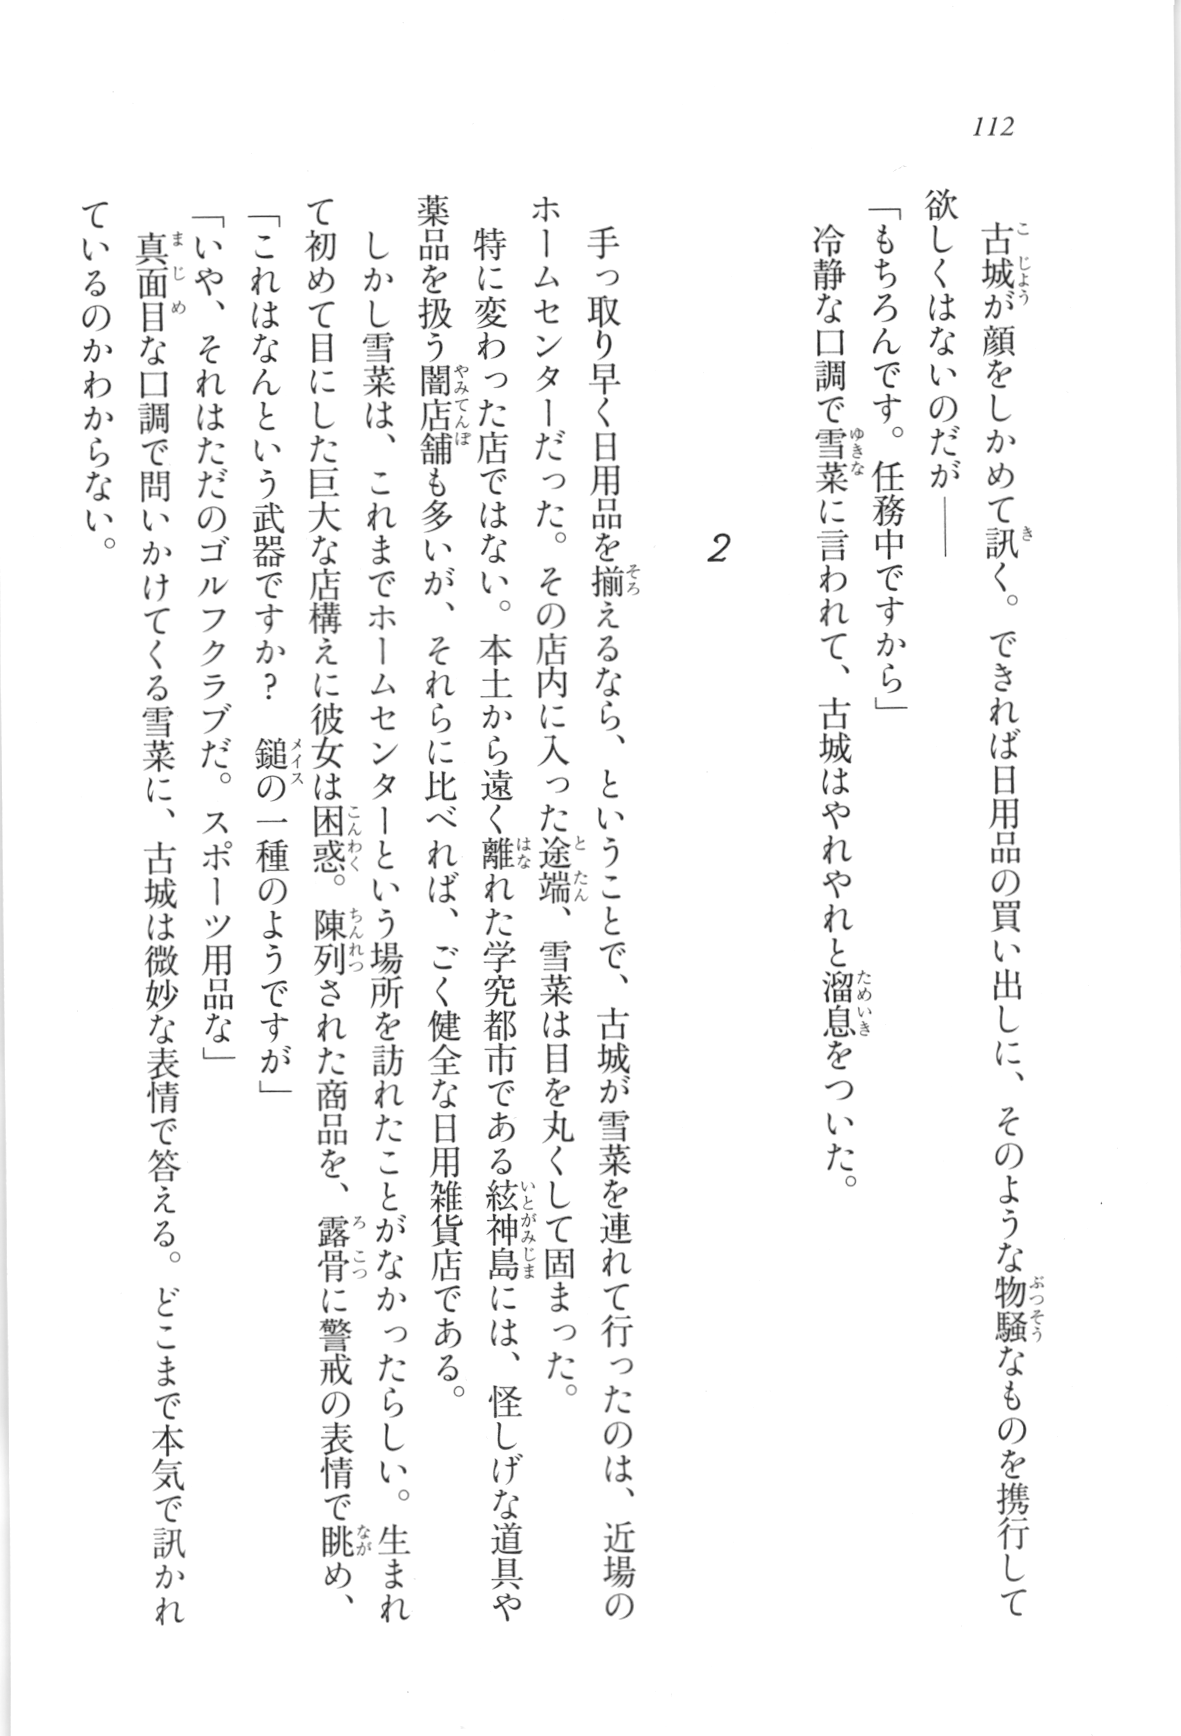 112
古城が顔をしかめて訊く。できれば日用品の買い出しに、そのような物騒なものを携行して
欲しくはないのだが――
「もちろんです。任務中ですから」
冷静な口調で雪菜に言われて、古城はやれやれと溜息をついた。
2
手っ取り早く日用品を揃えるなら、ということで、古城が雪菜を連れて行ったのは、近場の
ホームセンターだった。その店内に入った途端、雪菜は目を丸くして固まった。
特に変わった店ではない。本土から遠く離れた学究都市である絃神島には、怪しげな道具や
薬品を扱う闇店舗も多いが、それらに比べれば、ごく健全な日用雑貨店である。
しかし雪菜は、これまでホームセンターという場所を訪れたことがなかったらしい。生まれ
て初めて目にした巨大な店構えに彼女は困惑。陳列された商品を、露骨に警戒の表情で眺め、
「これはなんという武器ですか？　鎚の一種のようですが」
「いや、それはただのゴルフクラブだ。スポーツ用品な」
真面目な口調で問いかけてくる雪菜に、古城は微妙な表情で答える。どこまで本気で訊かれ
ているのかわからない。